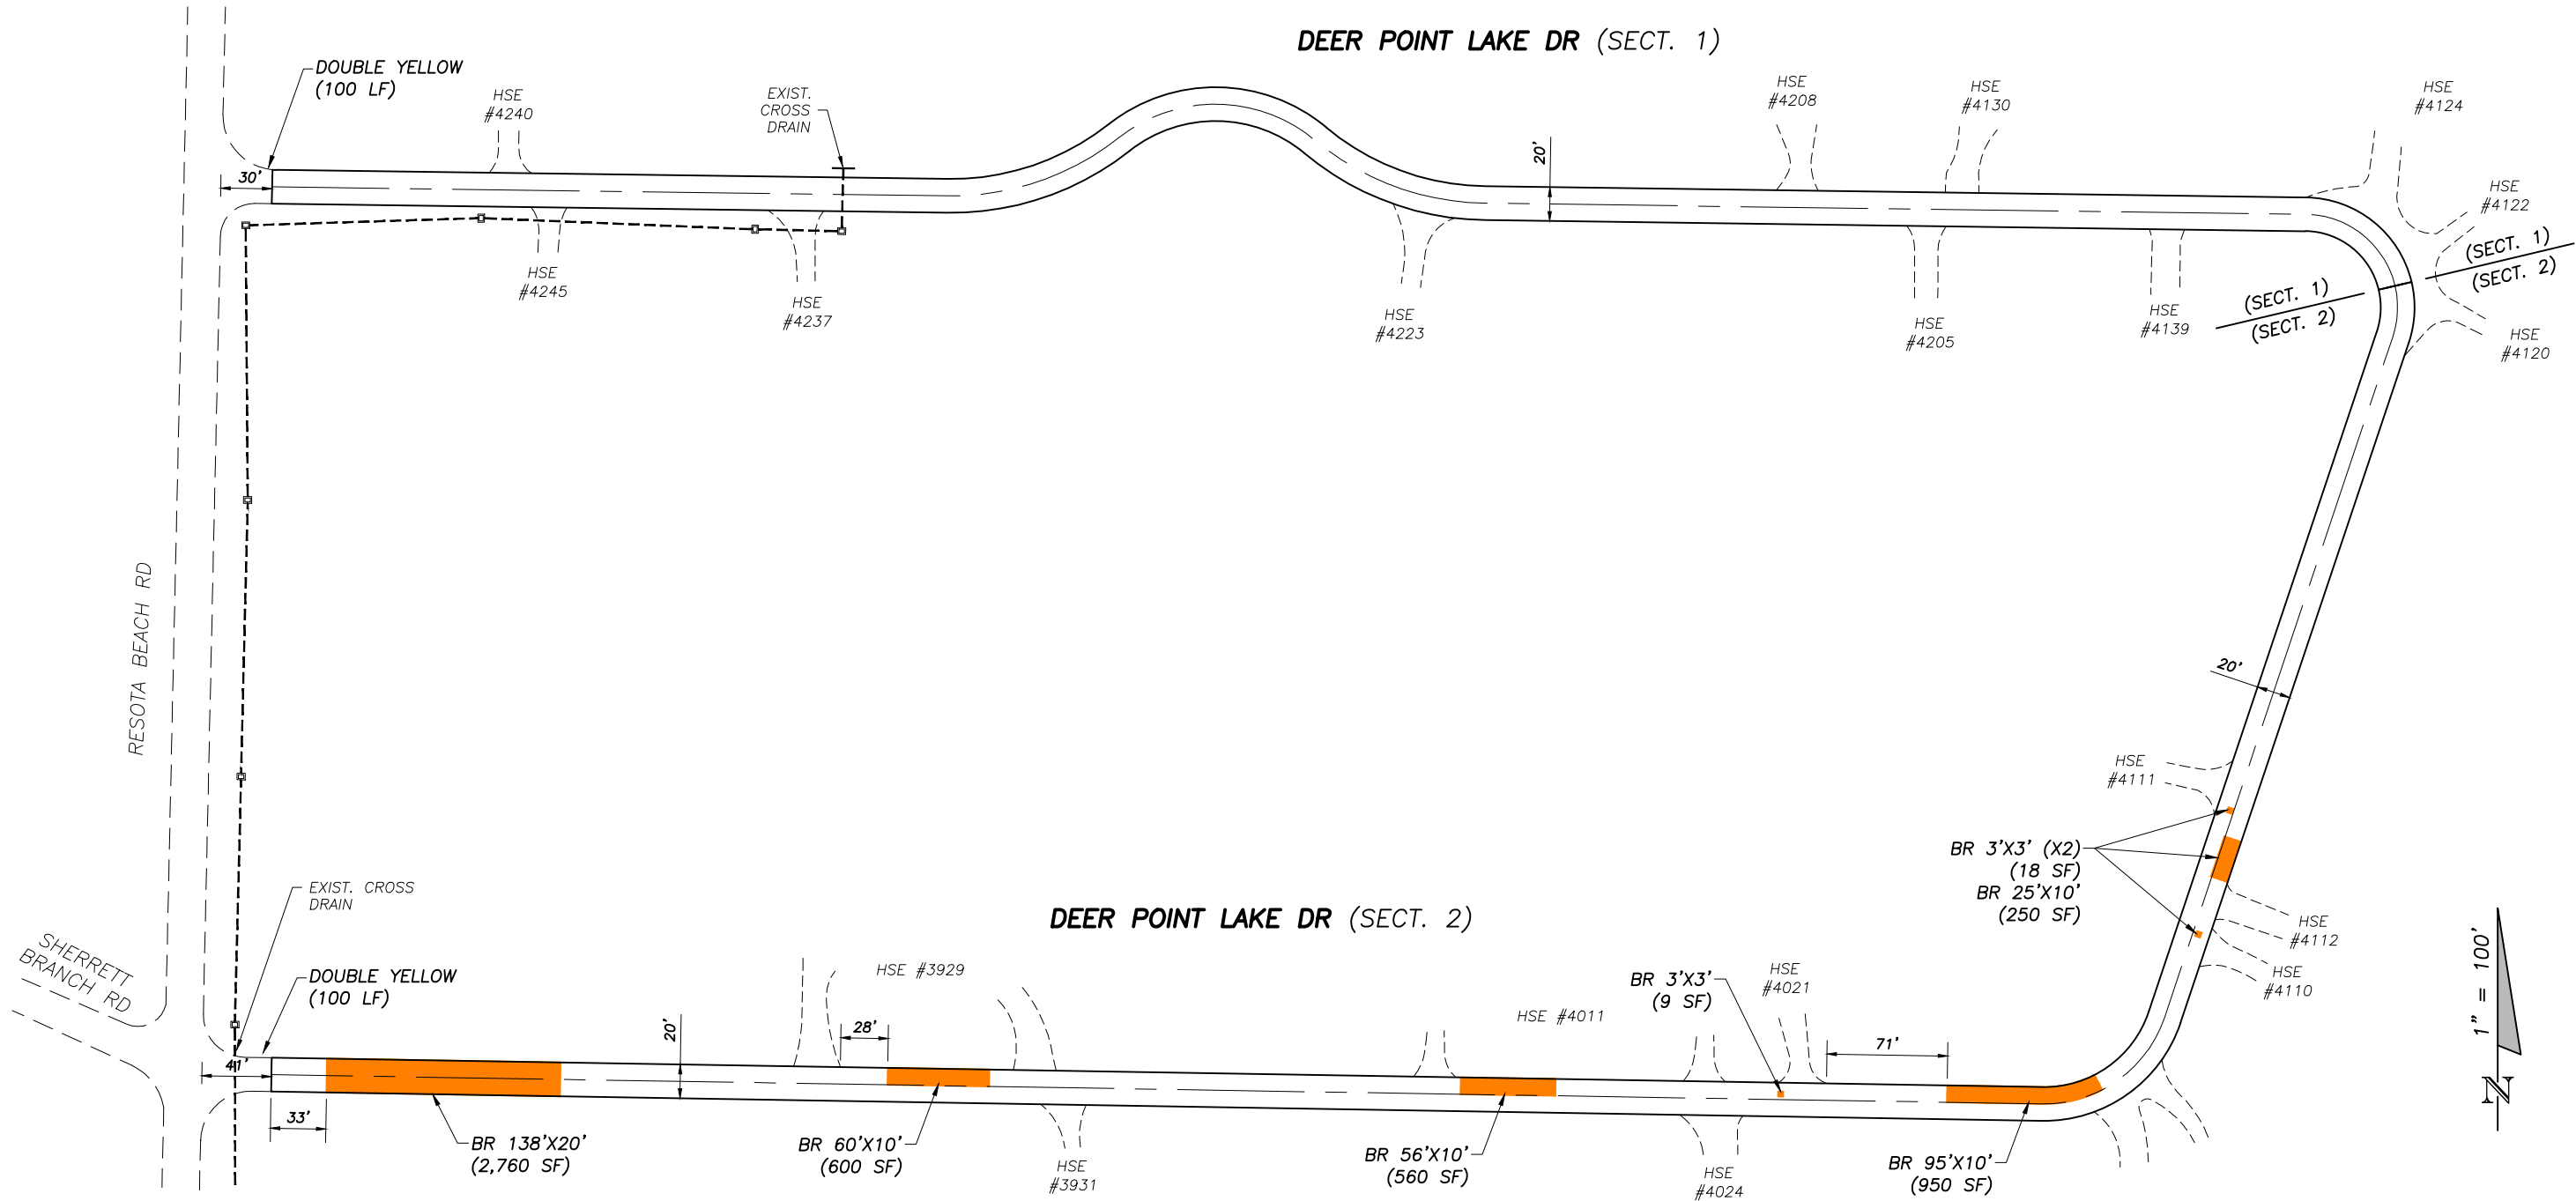 DEER POINT LAKE DR (SECT. 1)
DOUBLE YELLOW
(100 LF)
HSE
#4240
EXIST.
CROSS
DRAIN
HSE
#4208
HSE
#4130
HSE
#4124
30'
20'
HSE
#4122
(SECT. 1)
(SECT. 2)
HSE
#4245
HSE
#4237
HSE
#4223
HSE
#4205
HSE
#4139
(SECT. 1)
(SECT. 2)
HSE
#4120
RESOTA BEACH RD
20'
HSE
#4111
BR 3'X3' (X2)
(18 SF)
BR 25'X10'
(250 SF)
HSE
#4112
HSE
#4110
EXIST. CROSS
DRAIN
DEER POINT LAKE DR (SECT. 2)
SHERRETT
BRANCH RD
DOUBLE YELLOW
(100 LF)
HSE #3929
BR 3'X3'
(9 SF)
HSE
#4021
HSE #4011
1" = 100'
N
41'
20'
28'
71'
33'
BR 138'X20'
(2,760 SF)
BR 60'X10'
(600 SF)
HSE
#3931
BR 56'X10'
(560 SF)
HSE
#4024
BR 95'X10'
(950 SF)